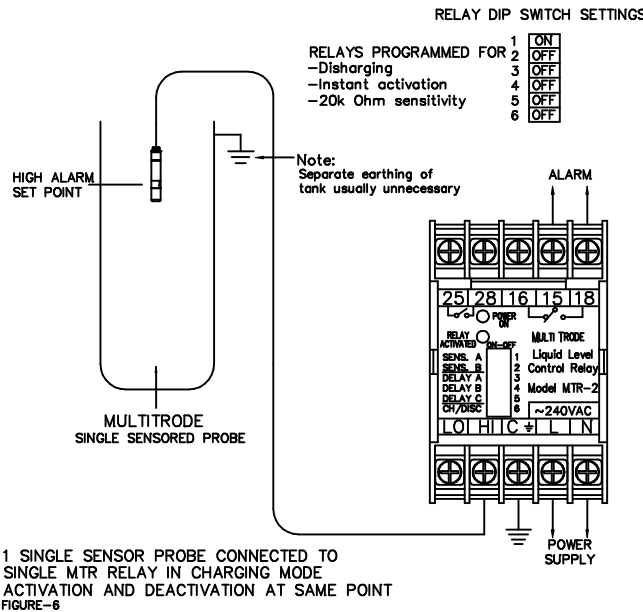 RELAY DIP SWITCH SETTINGS
RELAYS PROGRAMMED FOR
-Disharging
-Instant activation
-20k Ohm sensitivity
1 ON
2 OFF
3 OFF
4 OFF
5 OFF
6 OFF
HIGH ALARM
SET POINT
Note:
Separate earthing of
tank usually unnecessary
ALARM
25 28 16 15 18
POWER
ON
RELAY
ACTIVATED
ON-OFF
MULTI TRODE
Liquid Level
Control Relay
Model MTR-2
SENS. A 1
SENS. B 2
DELAY A 3
DELAY B 4
DELAY C 5
CH/DISC 6
~240VAC
LO HI C L N
MULTITRODE
SINGLE SENSORED PROBE
POWER
SUPPLY
1 SINGLE SENSOR PROBE CONNECTED TO
SINGLE MTR RELAY IN CHARGING MODE
ACTIVATION AND DEACTIVATION AT SAME POINT
FIGURE-6